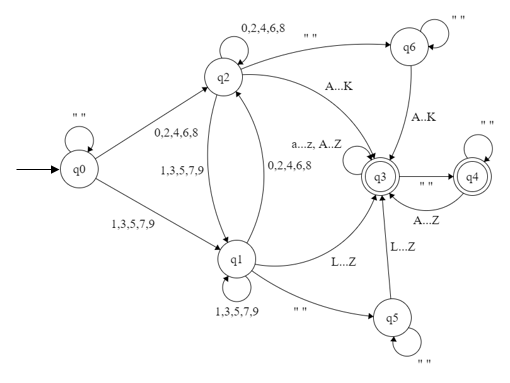 0,2,4,6,8
" "
" "
q6
q2
A...K
" "
A..K
a...z, A..Z
" "
0,2,4,6,8
q0
1,3,5,7,9
0,2,4,6,8
q3
" "
q4
1,3,5,7,9
A...Z
L...Z
q1
L...Z
1,3,5,7,9
" "
q5
" "